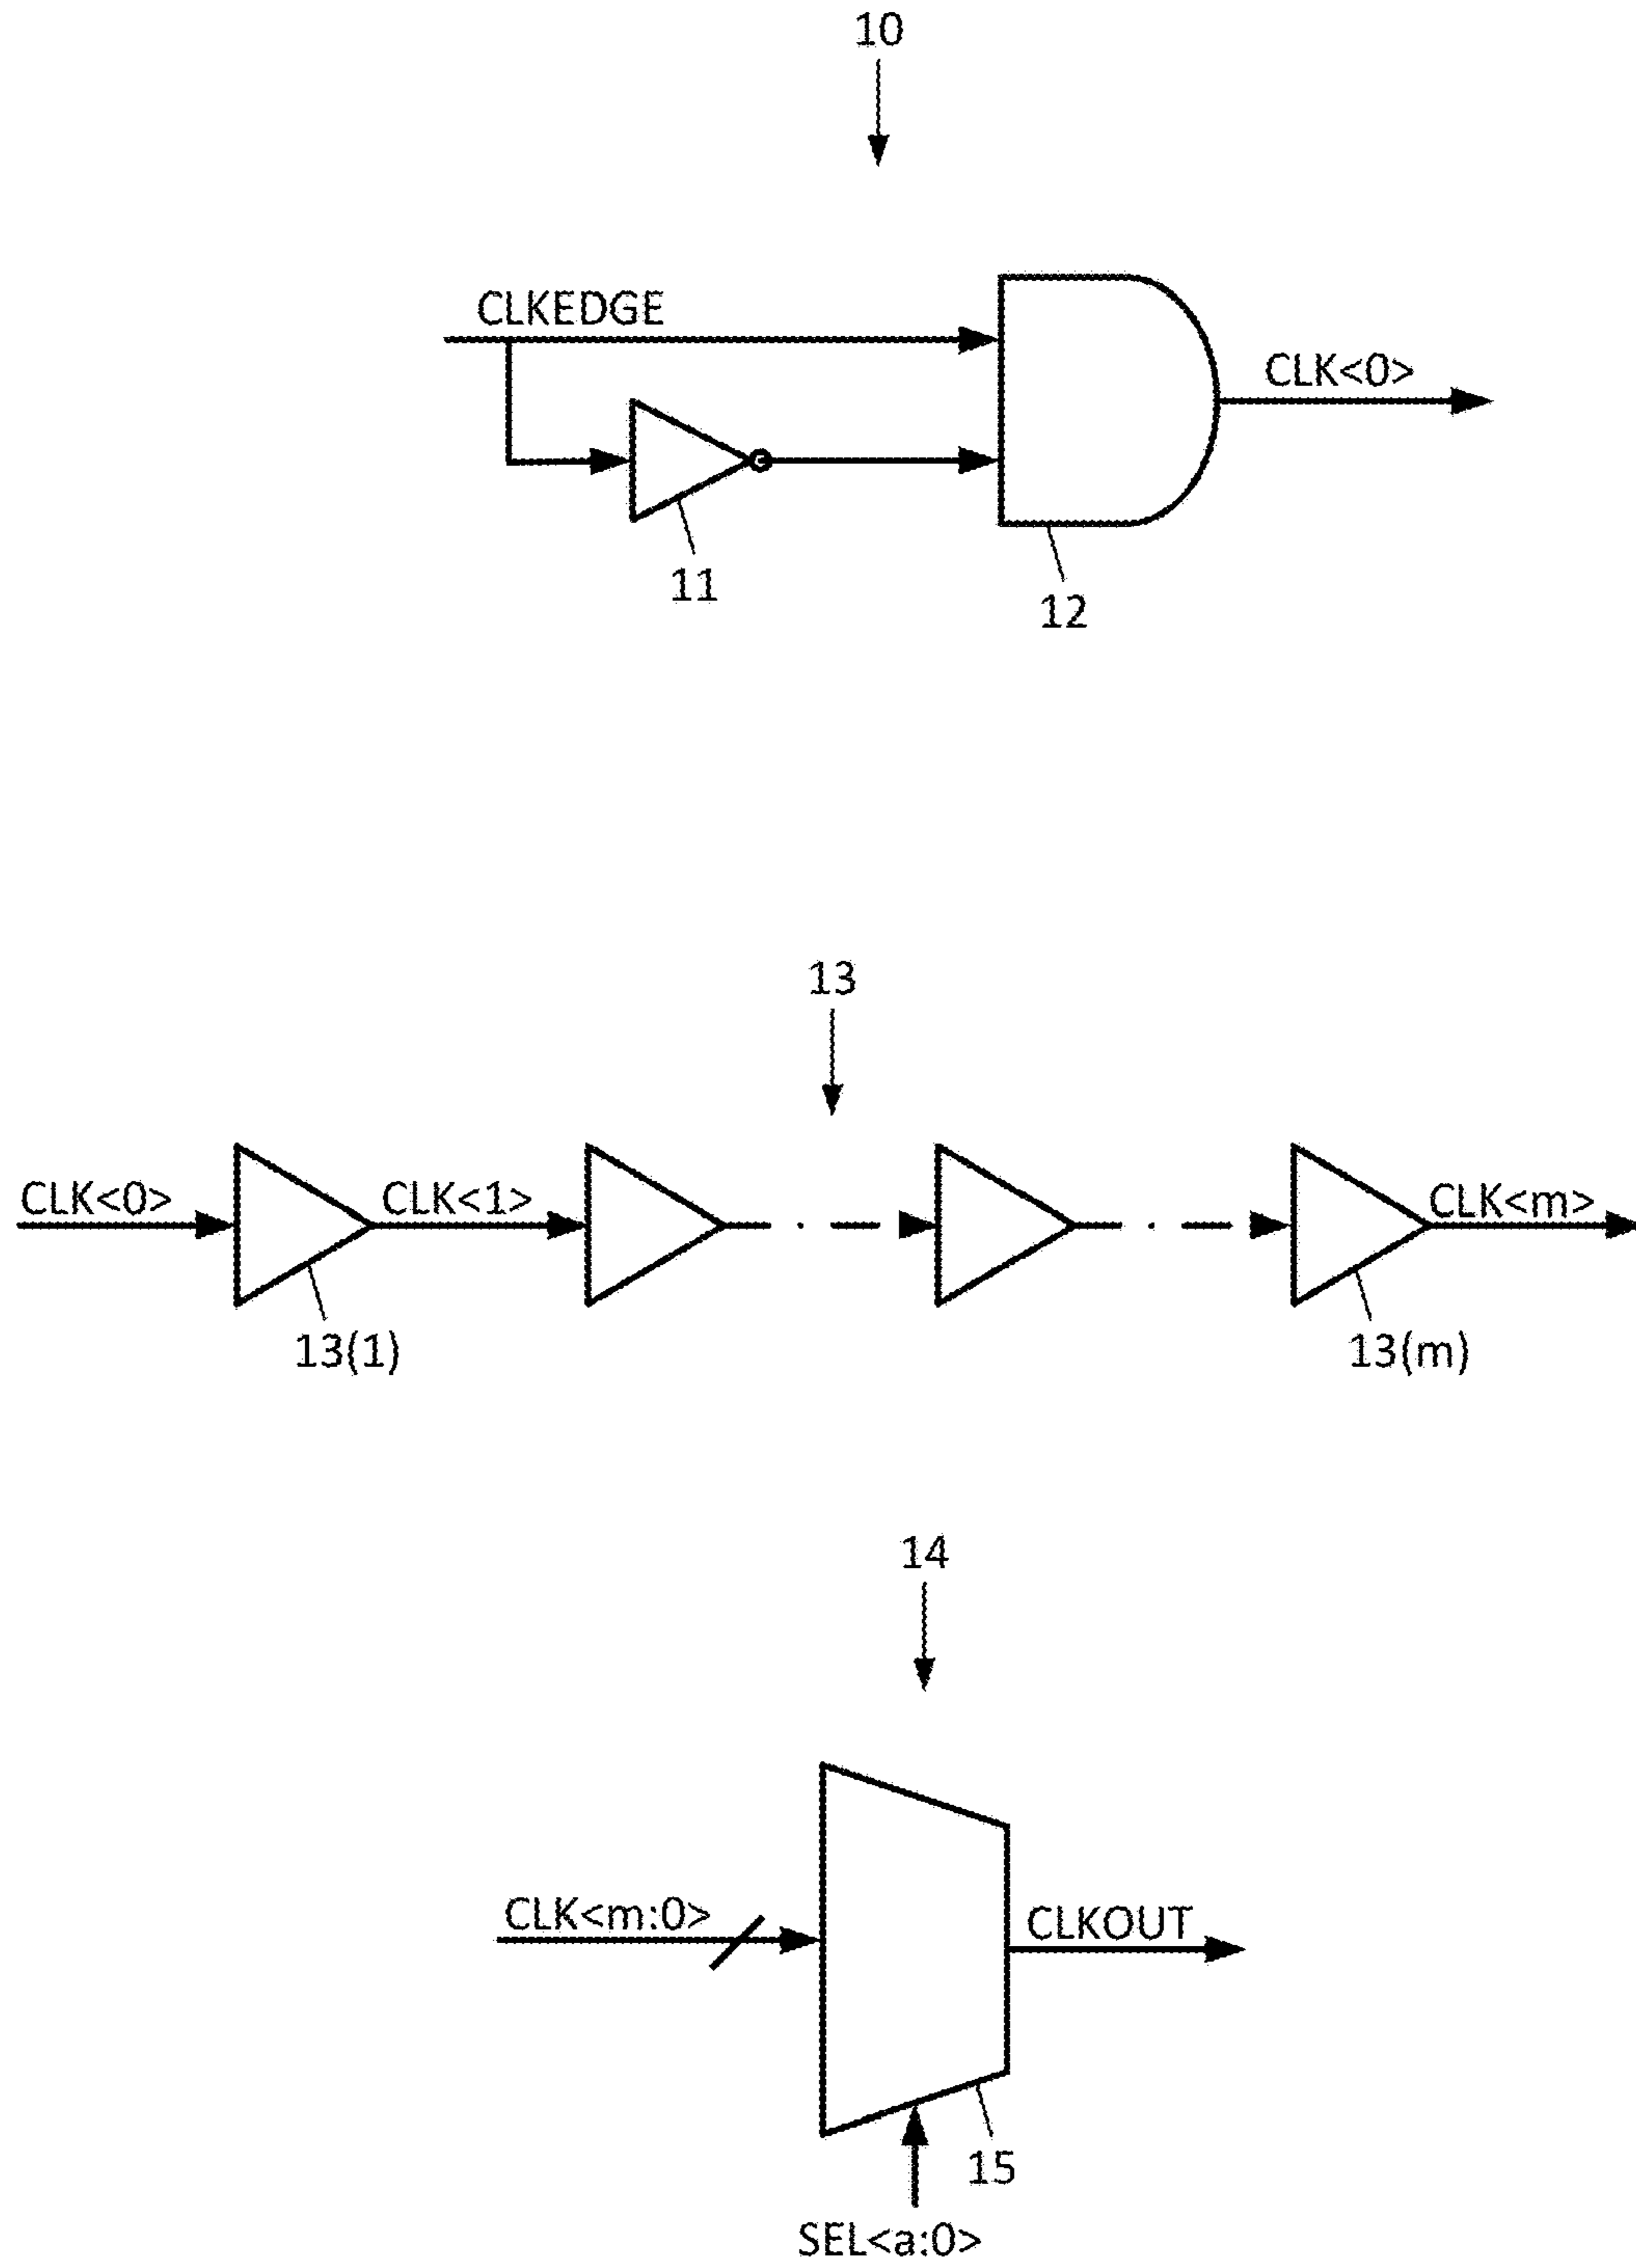 10
CLKEDGE
CLK<0>
11
12
13
CLK<0>
CLK<1>
CLK<m>
13(1)
13(m)
14
CLK<m:0>
CLKOUT
15
SEL<a:0>